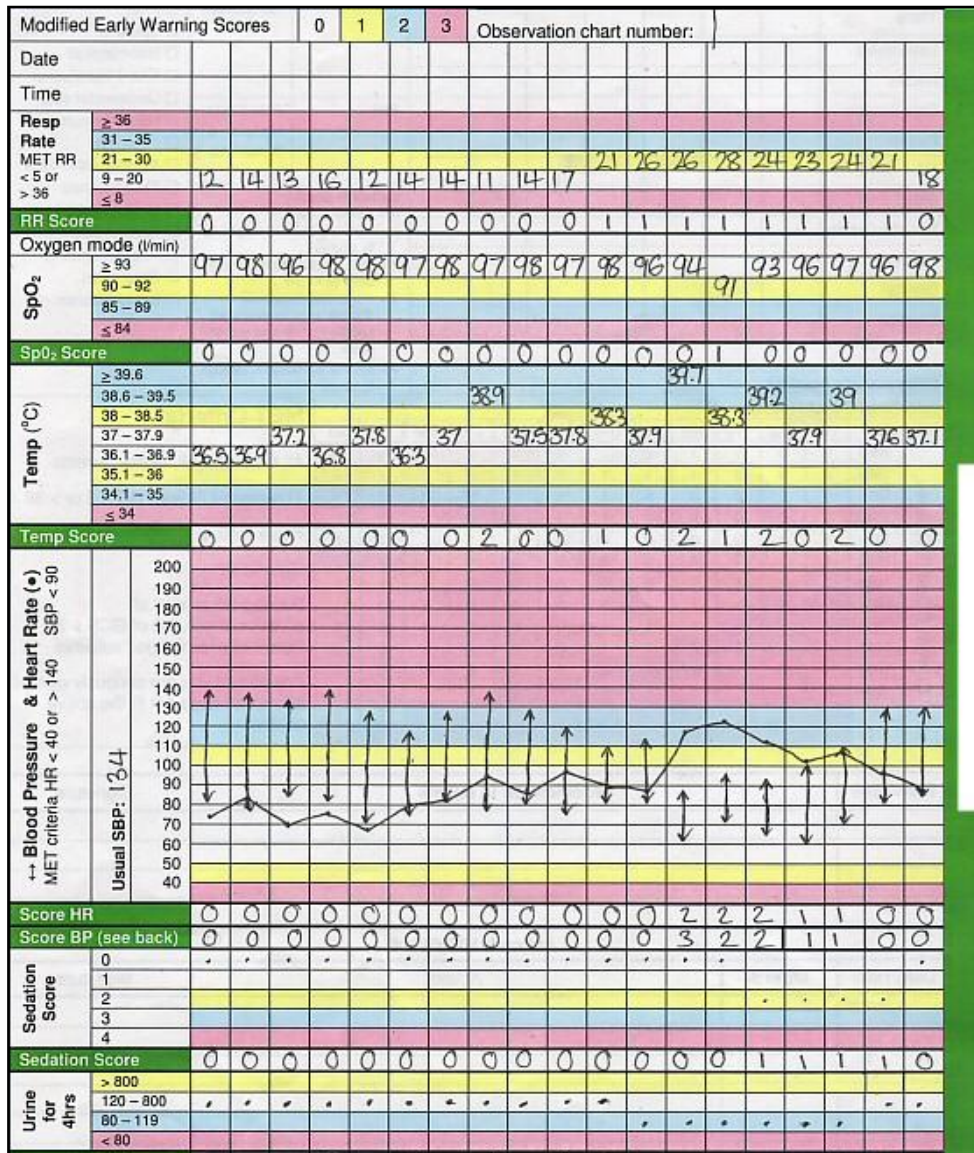 Modified Early Warning Scores 0 1 2 3 Observation chart number: 1
Date
Time
Resp Rate
MET RR < 5 or > 36
≥ 36
31 – 35
21 – 30 21 26 26 28 24 23 24 21
9 – 20 12 14 13 16 12 14 14 11 14 17 18
≤ 8
RR Score 0 0 0 0 0 0 0 0 0 0 1 1 1 1 1 1 1 1 0
Oxygen mode (l/min)
SpO₂
≥ 93 97 98 96 98 98 97 98 97 98 97 98 96 94 93 96 97 96 98
90 – 92 91
85 – 89
≤ 84
Sp0₂ Score 0 0 0 0 0 0 0 0 0 0 0 0 0 1 0 0 0 0 0
Temp (°C)
≥ 39.6 39.7
38.6 – 39.5 38.9 39.2 39
38 – 38.5 38.3 38.3
37 – 37.9 37.2 37.8 37 37.5 37.8 37.9 37.9 37.6 37.1
36.1 – 36.9 36.5 36.9 36.8 36.3
35.1 – 36
34.1 – 35
≤ 34
Temp Score 0 0 0 0 0 0 0 2 0 0 1 0 2 1 2 0 2 0 0
↔ Blood Pressure & Heart Rate (●)
MET criteria HR < 40 or > 140 SBP < 90
Usual SBP: 134
200
190
180
170
160
150
140
130
120
110
100
90
80
70
60
50
40
Score HR 0 0 0 0 0 0 0 0 0 0 0 0 2 2 2 1 1 0 0
Score BP (see back) 0 0 0 0 0 0 0 0 0 0 0 0 3 2 2 1 1 0 0
Sedation Score
0
1
2
3
4
Sedation Score 0 0 0 0 0 0 0 0 0 0 0 0 0 0 1 1 1 1 0
Urine for 4hrs
> 800
120 – 800
80 – 119
< 80